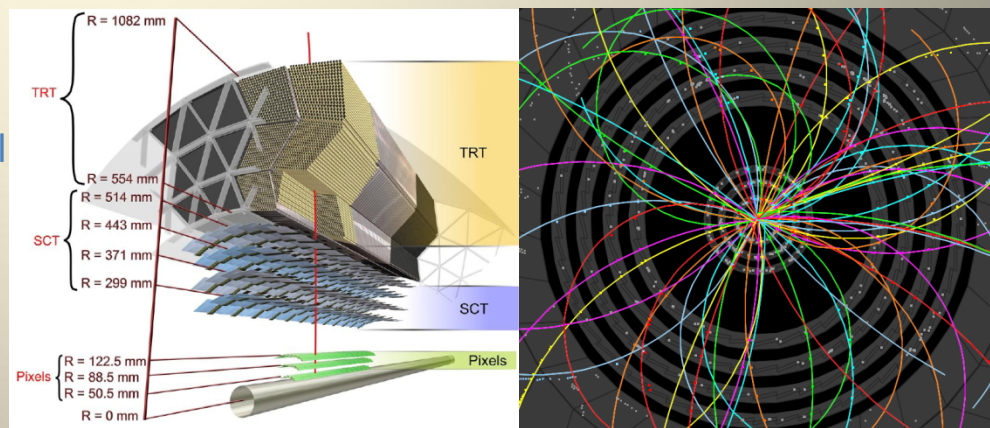 R = 1082 mm
TRT
R = 554 mm
R = 514 mm
R = 443 mm
SCT
R = 371 mm
R = 299 mm
R = 122.5 mm
Pixels
R = 88.5 mm
R = 50.5 mm
R = 0 mm
TRT
SCT
Pixels